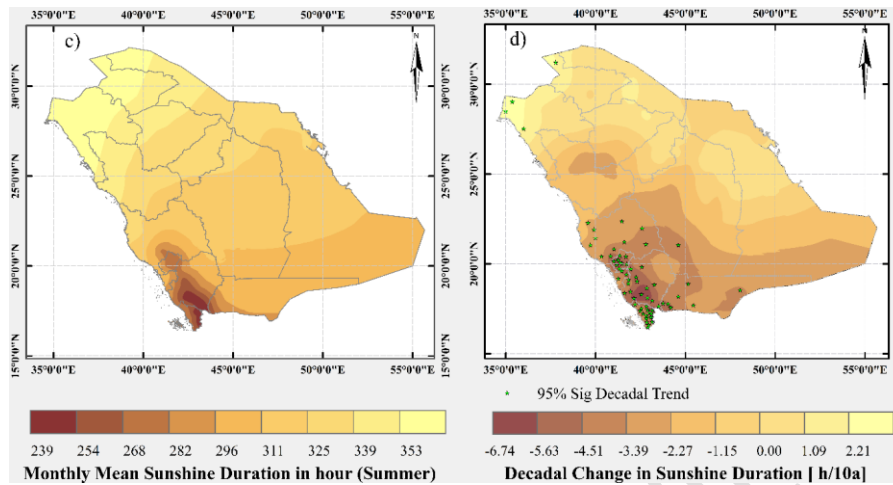 35°0'0"E 40°0'0"E 45°0'0"E 50°0'0"E 55°0'0"E
c)
N
30°0'0"N
25°0'0"N
20°0'0"N
15°0'0"N
35°0'0"E 40°0'0"E 45°0'0"E 50°0'0"E 55°0'0"E
239 254 268 282 296 311 325 339 353
Monthly Mean Sunshine Duration in hour (Summer)
35°0'0"E 40°0'0"E 45°0'0"E 50°0'0"E 55°0'0"E
d)
N
30°0'0"N
25°0'0"N
20°0'0"N
15°0'0"N
35°0'0"E 40°0'0"E 45°0'0"E 50°0'0"E 55°0'0"E
95% Sig Decadal Trend
-6.74 -5.63 -4.51 -3.39 -2.27 -1.15 0.00 1.09 2.21
Decadal Change in Sunshine Duration [ h/10a]